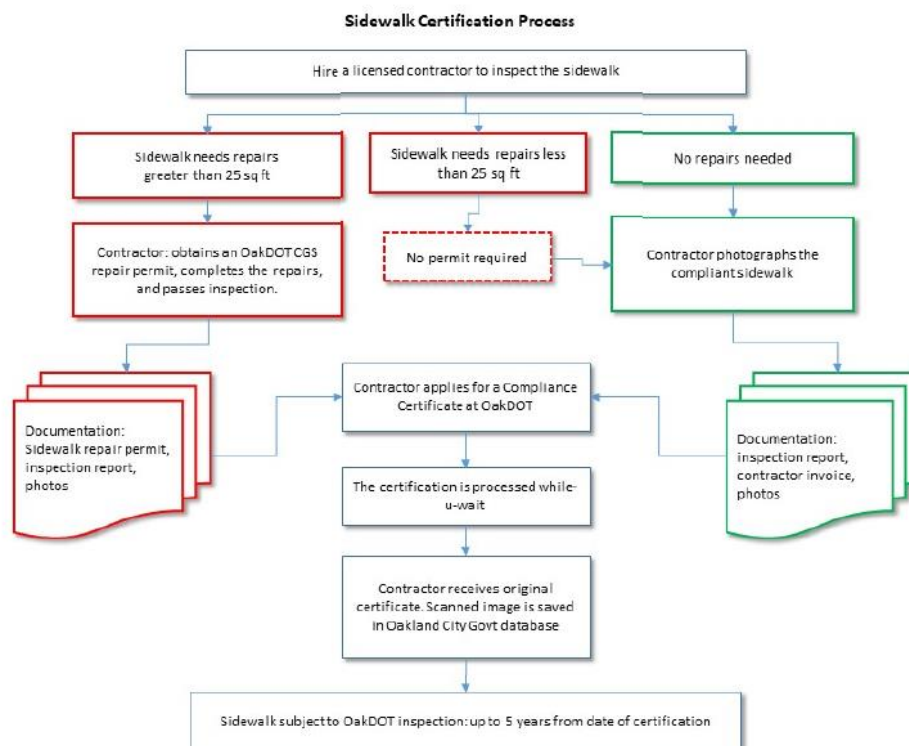 Sidewalk Certification Process
Hire a licensed contractor to inspect the sidewalk
Sidewalk needs repairs
greater than 25 sq ft
Sidewalk needs repairs less
than 25 sq ft
No repairs needed
Contractor: obtains an OakDOT CGS
repair permit, completes the repairs,
and passes inspection.
No permit required
Contractor photographs the
compliant sidewalk
Documentation:
Sidewalk repair permit,
inspection report,
photos
Contractor applies for a Compliance
Certificate at OakDOT
Documentation:
inspection report,
contractor invoice,
photos
The certification is processed while-
u-wait
Contractor receives original
certificate. Scanned image is saved
in Oakland City Govt database
Sidewalk subject to OakDOT inspection: up to 5 years from date of certification